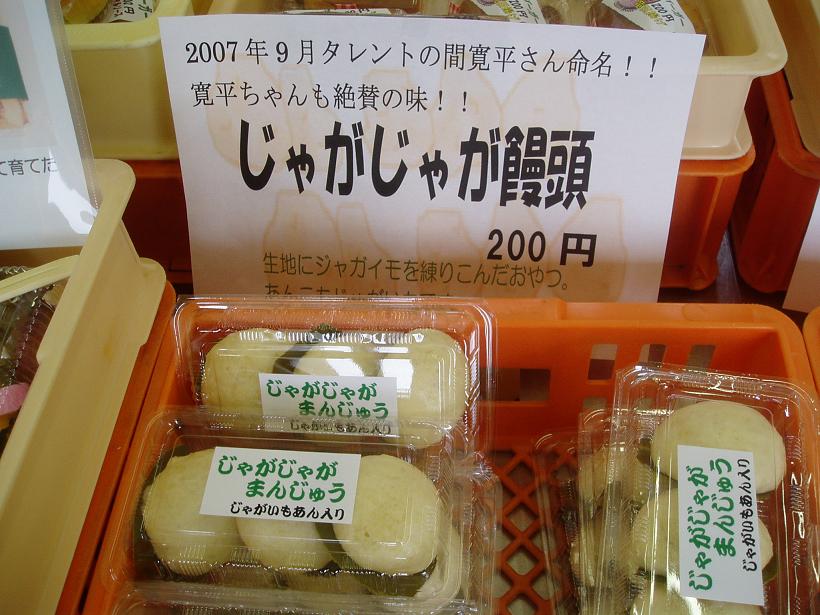 2007年9月タレントの間寛平さん命名！！
寛平ちゃんも絶賛の味！！
じゃがじゃが饅頭
200円
生地にジャガイモを練りこんだおやつ。
て育てた
じゃがじゃが
まんじゅう
じゃがいもあん入り
じゃがじゃが
まんじゅう
じゃがいもあん入り
じゃがじゃが
まんじゅう
じゃがいもあん入り